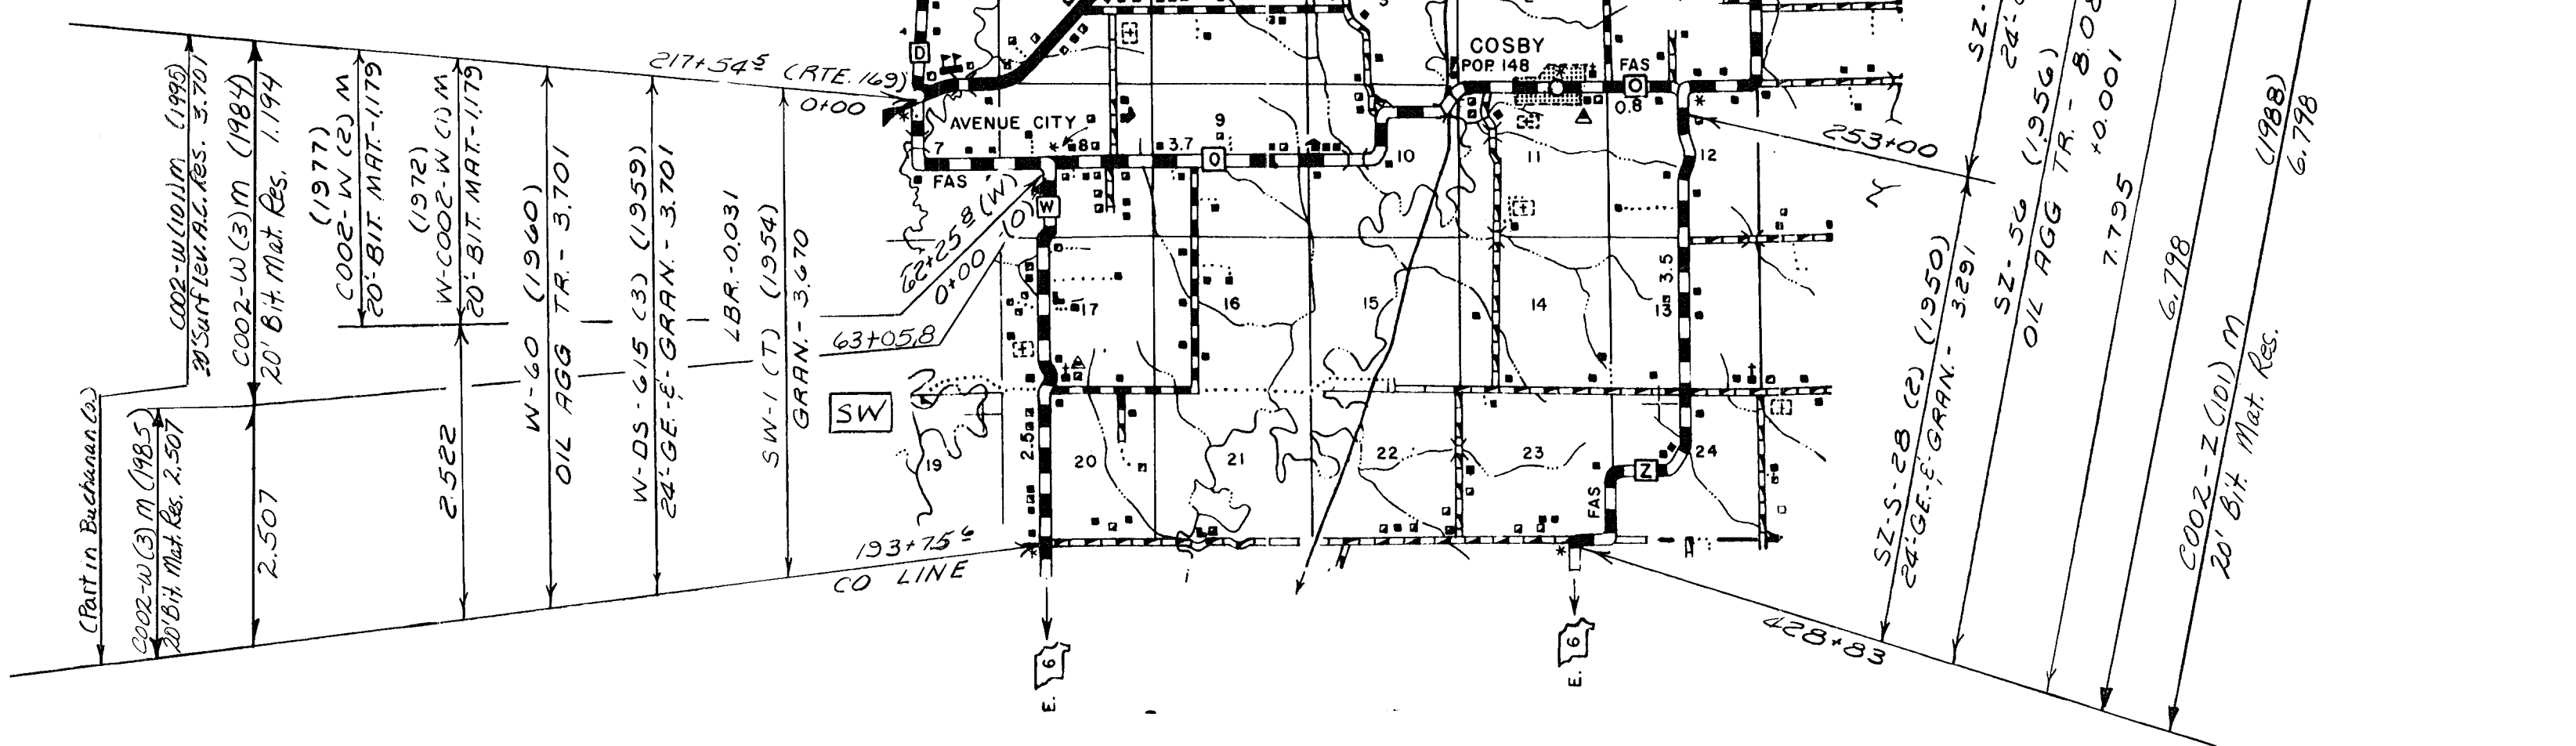 (Part in Buchanan Co.)
C002-W(3)M (1985)
20' Bit. Mat. Res. 2.507
C002-W(101)M (1995)
20' Surf. Lev. A.C. Res. 3.701
C002-W(3)M (1984)
20' Bit. Mat. Res. 1.194
2.507
(1977)
C002-W(2)M
20'-BIT. MAT.-1.179
(1972)
W-C002-W(1)M
20'-BIT. MAT.-1.179
2.522
W-60 (1960)
OIL AGG TR.- 3.701
W-DS-615 (3) (1959)
24'-GE.-E-GRAN.- 3.701
LBR.-0.031
SW-1 (T) (1954)
GRAN.- 3.670
SW
217+54⁵ (RTE. 169)
0+00
62+25⁸ (W)
0+00 (O)
63+05.8
193+75⁶
CO LINE
D
AVENUE CITY
7
8
9
3.7
O
10
FAS
W
COSBY
POP. 148
FAS
O
0.8
11
12
17
16
15
14
13
3.5
2.5
19
20
21
22
23
24
Z
FAS
E. 6
E. 6
253+00
428+83
Z
SZ-
24'-
SZ-S-28 (2) (1950)
24'-GE.-E-GRAN.- 3.291
SZ-56 (1956)
OIL AGG TR.- 8.08
+0.001
7.795
6.798
C002-Z(101)M (1988)
20' Bit. Mat. Res. 6.798